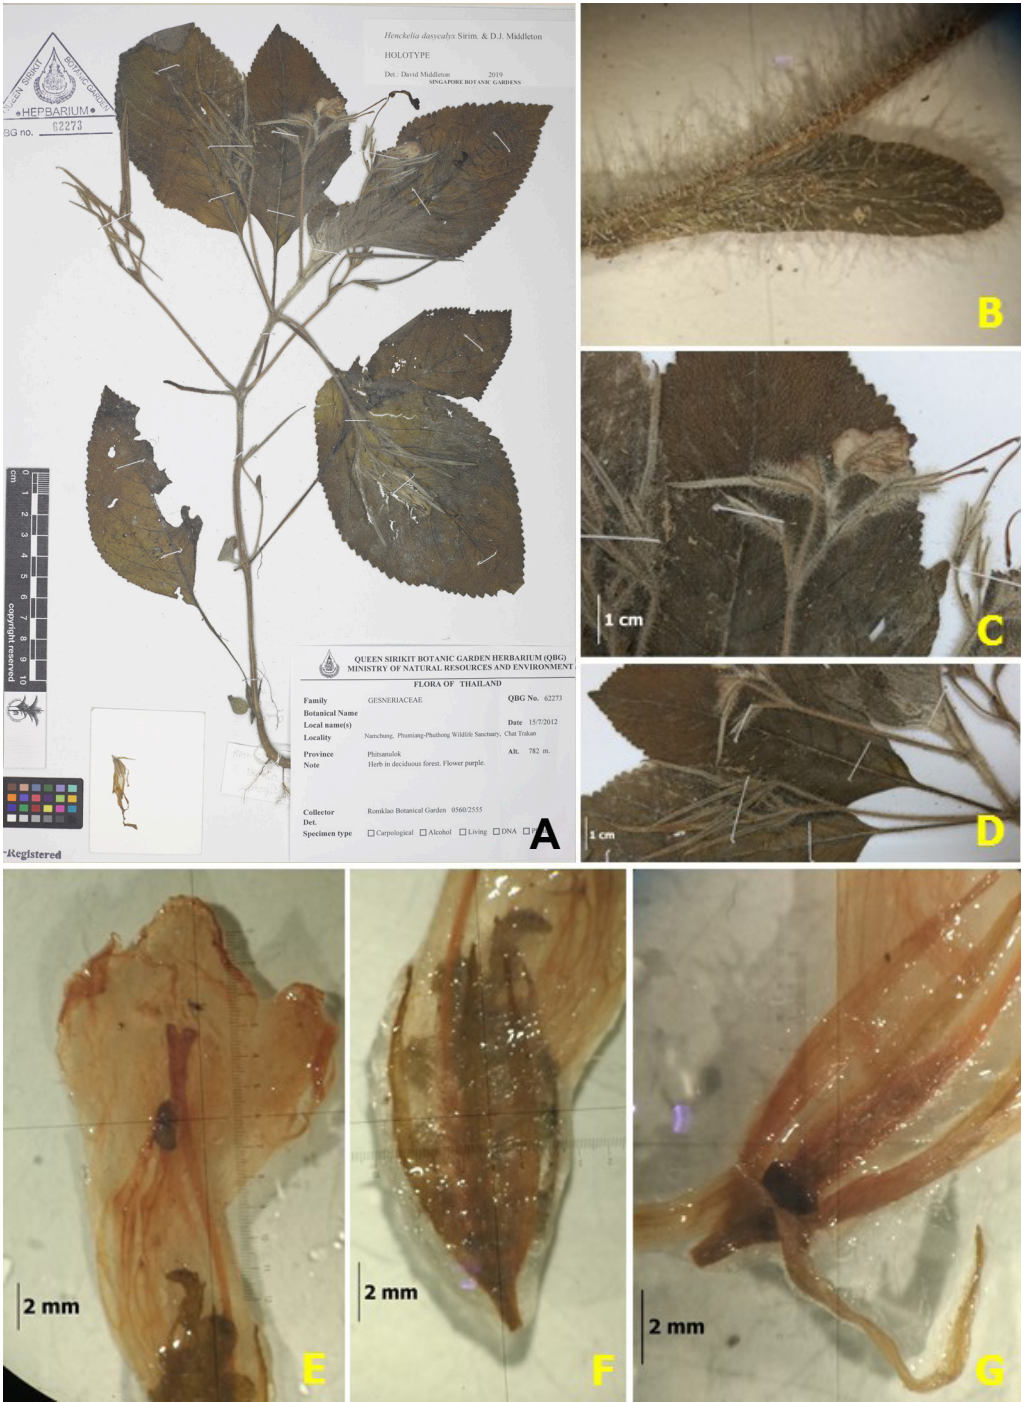 Henckelia dasycalyx Sirim. & D.J. Middleton
HOLOTYPE
Det.: David Middleton 2019
SINGAPORE BOTANIC GARDENS
QUEEN SIRIKIT BOTANIC GARDEN
• HERBARIUM •
BG no. 62273
cm
0 1 2 3 4 5 6 7 8 9 10
copyright reserved
-Registered
QUEEN SIRIKIT BOTANIC GARDEN HERBARIUM (QBG)
MINISTRY OF NATURAL RESOURCES AND ENVIRONMENT
FLORA OF THAILAND
Family GESNERIACEAE QBG No. 62273
Botanical Name
Local name(s) Date 15/7/2012
Locality Namchung, Phumiang-Phuthong Wildlife Sanctuary, Chat Trakan
Province Phitsanulok Alt. 782 m.
Note Herb in deciduous forest. Flower purple.
Collector Romklao Botanical Garden 0560/2555
Det.
Specimen type ☐ Carpological ☐ Alcohol ☐ Living ☐ DNA ☐
A
B
1 cm
C
1 cm
D
2 mm
E
2 mm
F
2 mm
G